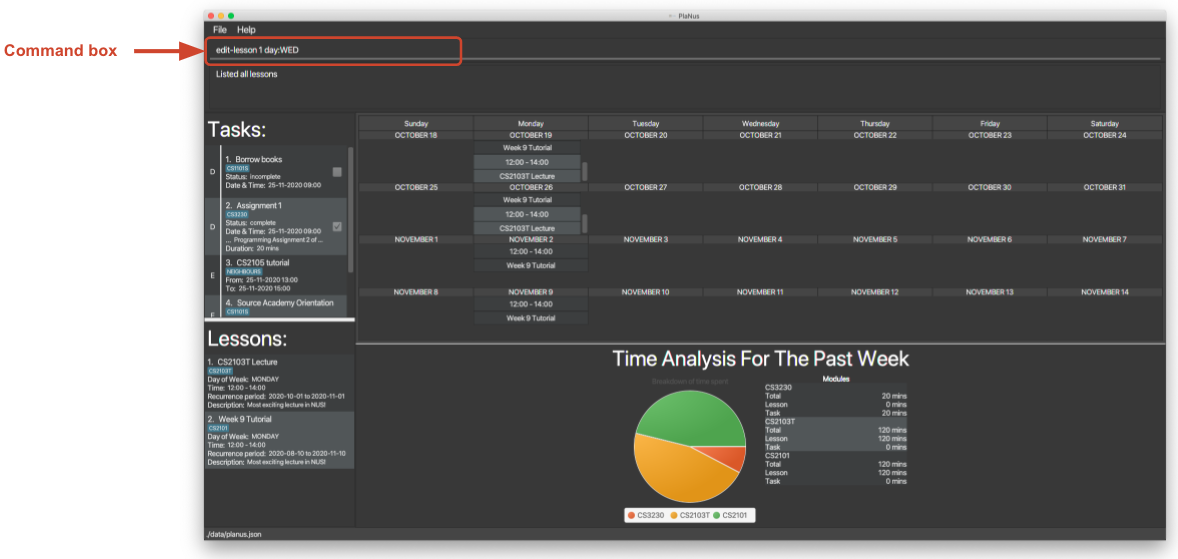 PlaNus
File Help
Command box
edit-lesson 1 day:WED
Listed all lessons
Tasks:
1. Borrow books
CS1101S
D
Status: incomplete
Date & Time: 25-11-2020 09:00
2. Assignment 1
CS3230
D
Status: complete
Date & Time: 25-11-2020 09:00
... Programming Assignment 2 of ...
Duration: 20 mins
3. CS2105 tutorial
NEIGHBOURS
E
From: 25-11-2020 13:00
To: 25-11-2020 15:00
4. Source Academy Orientation
CS1101S
E
Lessons:
1. CS2103T Lecture
CS2103T
Day of Week: MONDAY
Time: 12:00 - 14:00
Recurrence period: 2020-10-01 to 2020-11-01
Description: Most exciting lecture in NUS!
2. Week 9 Tutorial
CS2101
Day of Week: MONDAY
Time: 12:00 - 14:00
Recurrence period: 2020-08-10 to 2020-11-10
Description: Most exciting lecture in NUS!
Sunday Monday Tuesday Wednesday Thursday Friday Saturday
OCTOBER 18 OCTOBER 19 OCTOBER 20 OCTOBER 21 OCTOBER 22 OCTOBER 23 OCTOBER 24
Week 9 Tutorial
12:00 - 14:00
CS2103T Lecture
OCTOBER 25 OCTOBER 26 OCTOBER 27 OCTOBER 28 OCTOBER 29 OCTOBER 30 OCTOBER 31
Week 9 Tutorial
12:00 - 14:00
CS2103T Lecture
NOVEMBER 1 NOVEMBER 2 NOVEMBER 3 NOVEMBER 4 NOVEMBER 5 NOVEMBER 6 NOVEMBER 7
12:00 - 14:00
Week 9 Tutorial
NOVEMBER 8 NOVEMBER 9 NOVEMBER 10 NOVEMBER 11 NOVEMBER 12 NOVEMBER 13 NOVEMBER 14
12:00 - 14:00
Week 9 Tutorial
Time Analysis For The Past Week
Breakdown of time spent
CS3230 CS2103T CS2101
Modules
CS3230
Total 20 mins
Lesson 0 mins
Task 20 mins
CS2103T
Total 120 mins
Lesson 120 mins
Task 0 mins
CS2101
Total 120 mins
Lesson 120 mins
Task 0 mins
./data/planus.json